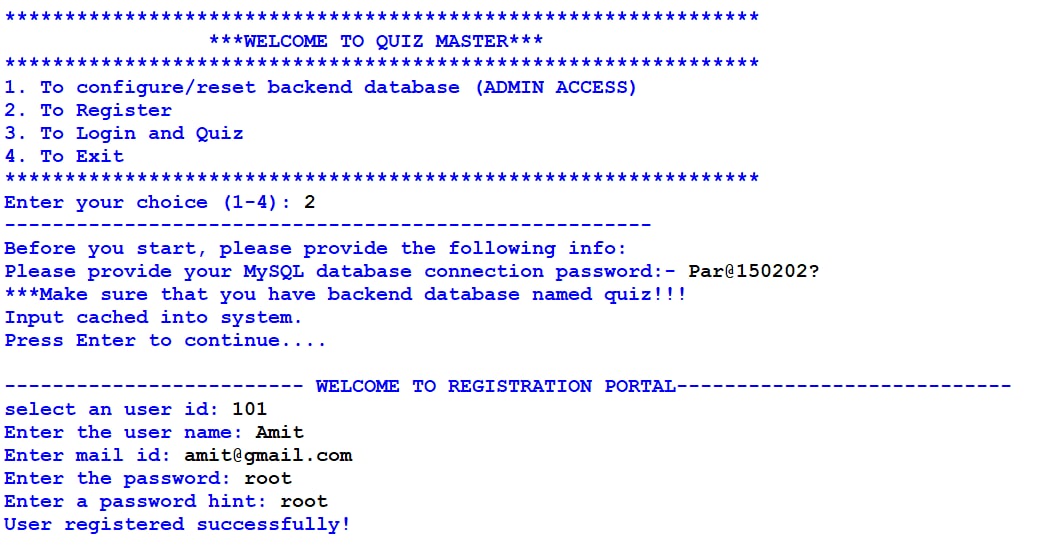 ***************************************************************
***WELCOME TO QUIZ MASTER***
***************************************************************
1. To configure/reset backend database (ADMIN ACCESS)
2. To Register
3. To Login and Quiz
4. To Exit
***************************************************************
Enter your choice (1-4): 2
------------------------------------------------------
Before you start, please provide the following info:
Please provide your MySQL database connection password:- Par@150202?
***Make sure that you have backend database named quiz!!!
Input cached into system.
Press Enter to continue....
------------------------- WELCOME TO REGISTRATION PORTAL----------------------------
select an user id: 101
Enter the user name: Amit
Enter mail id: amit@gmail.com
Enter the password: root
Enter a password hint: root
User registered successfully!